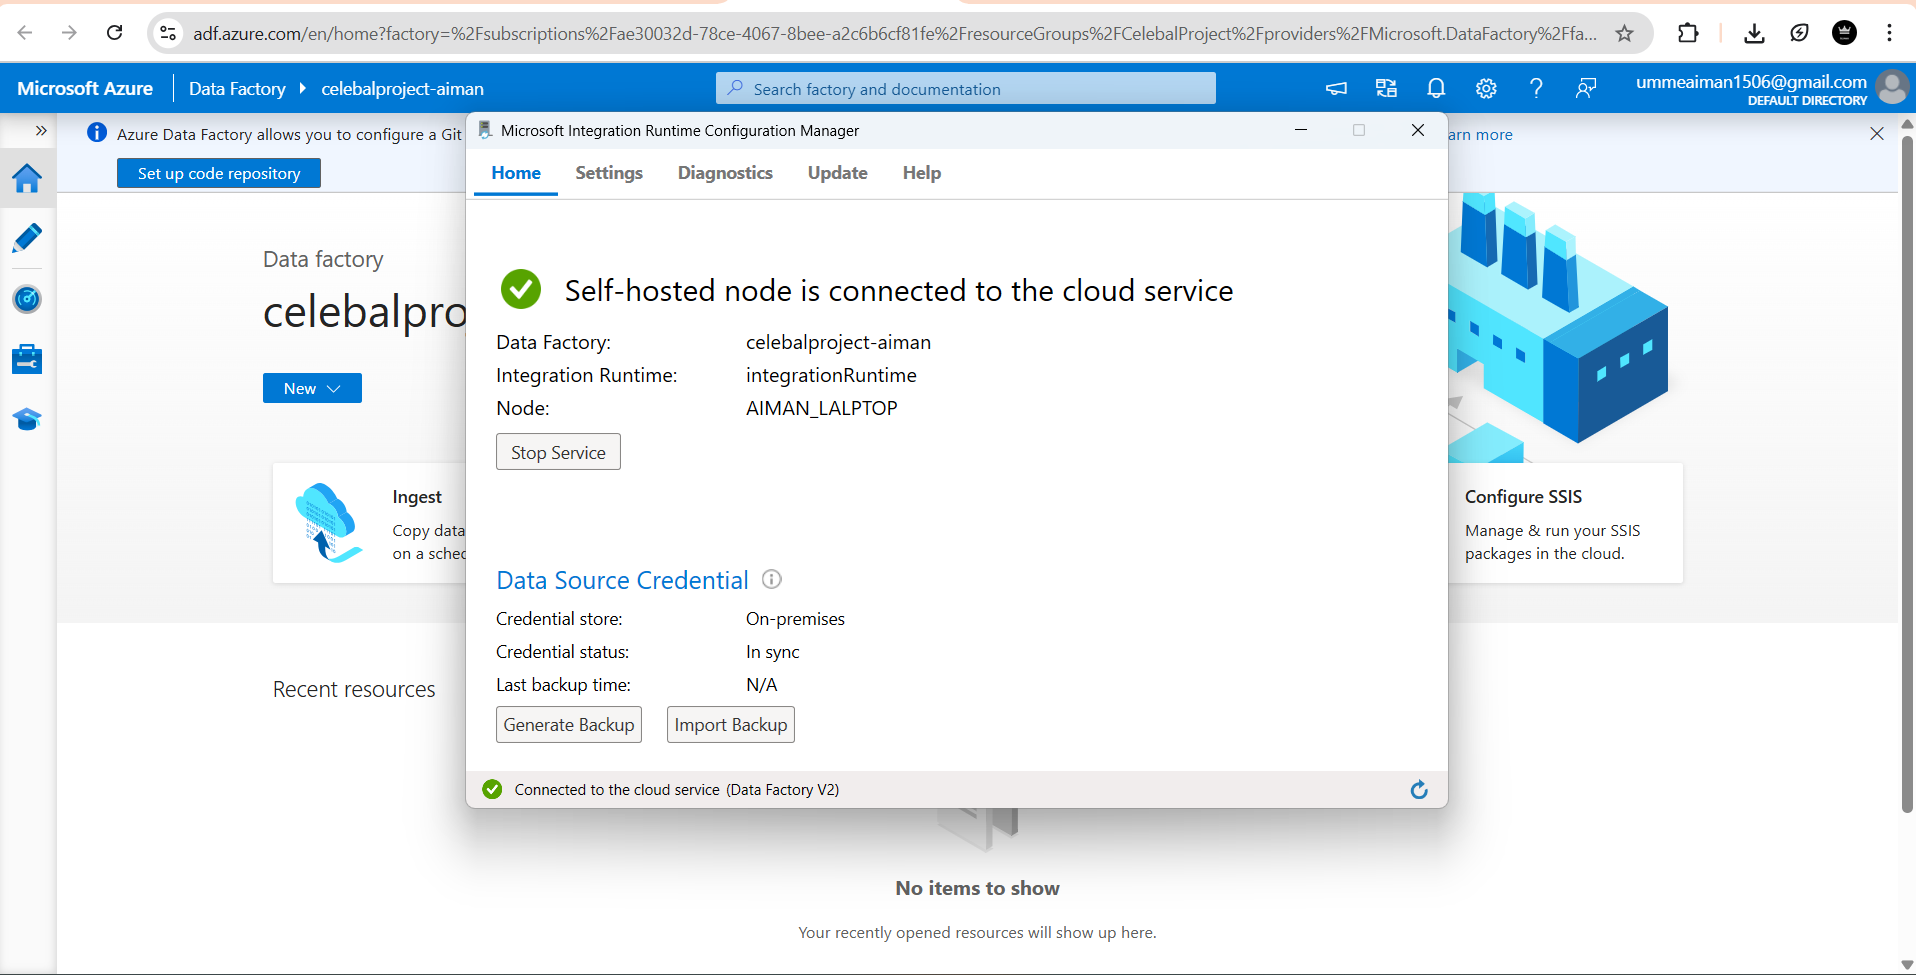 adf.azure.com/en/home?factory=%2Fsubscriptions%2Fae30032d-78ce-4067-8bee-a2c6b6cf81fe%2FresourceGroups%2FCelebalProject%2Fproviders%2FMicrosoft.DataFactory%2Ffa...
Microsoft Azure
Data Factory
celebalproject-aiman
Search factory and documentation
ummeaiman1506@gmail.com
DEFAULT DIRECTORY
Azure Data Factory allows you to configure a Git
arn more
Set up code repository
Microsoft Integration Runtime Configuration Manager
Home
Settings
Diagnostics
Update
Help
Data factory
celebalpro
New
Self-hosted node is connected to the cloud service
Data Factory: celebalproject-aiman
Integration Runtime: integrationRuntime
Node: AIMAN_LALPTOP
Stop Service
Ingest
Copy data
on a sched
Configure SSIS
Manage & run your SSIS
packages in the cloud.
Data Source Credential
Credential store: On-premises
Credential status: In sync
Last backup time: N/A
Generate Backup
Import Backup
Recent resources
Connected to the cloud service (Data Factory V2)
No items to show
Your recently opened resources will show up here.